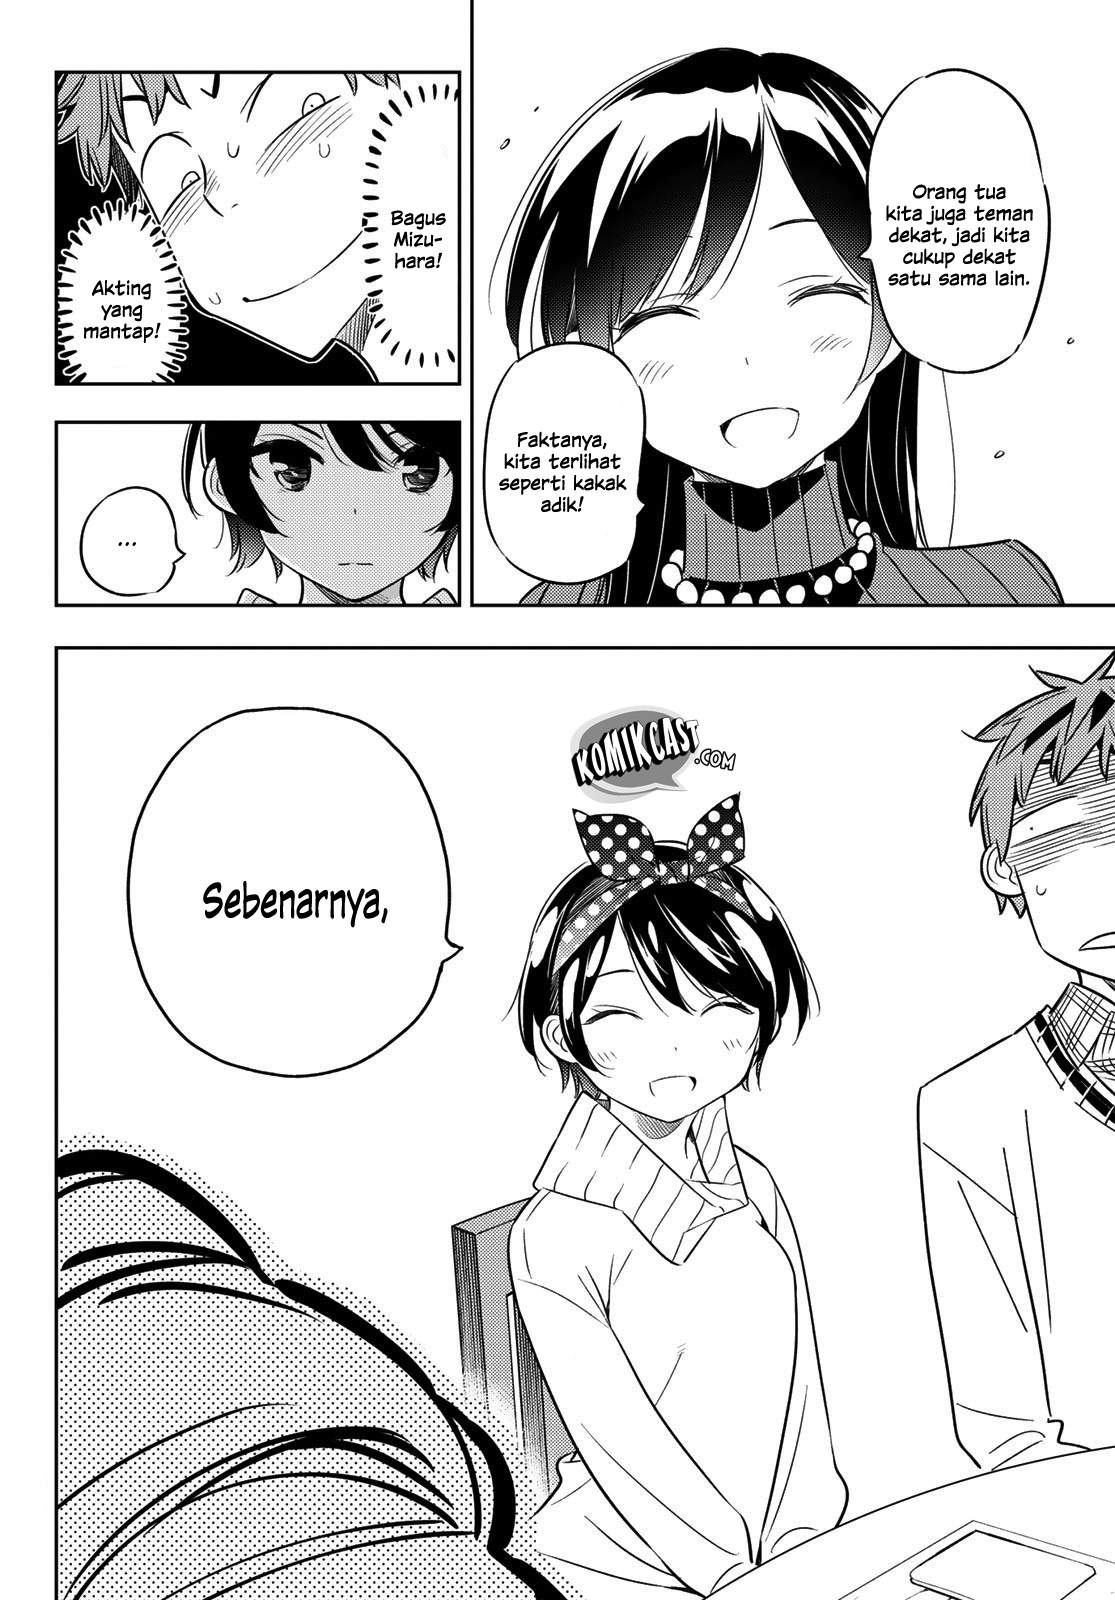 Orang tua
kita juga teman
dekat, jadi kita
cukup dekat
satu sama lain.
Faktanya,
kita terlihat
seperti kakak
adik!
Bagus
Mizu-
hara!
Akting
yang
mantap!
...
KOMIKCAST
.COM
Sebenarnya,